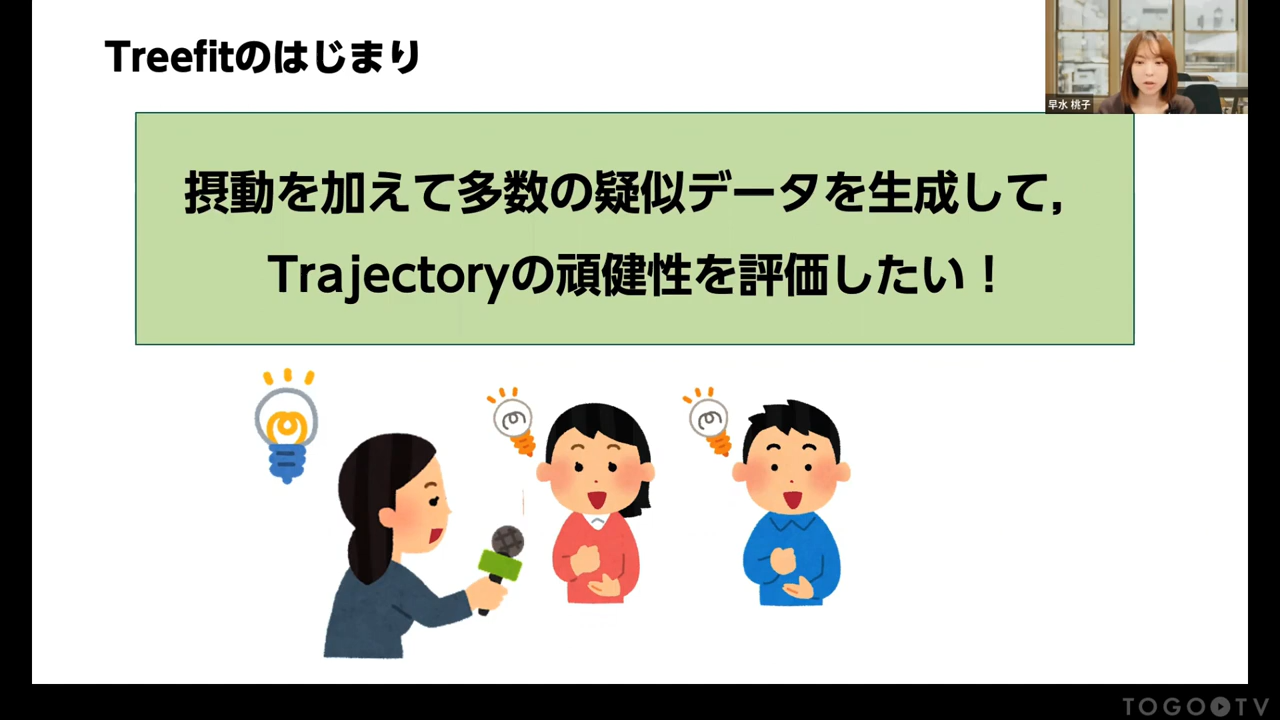 Treefitのはじまり
早水 桃子
摂動を加えて多数の疑似データを生成して,
Trajectoryの頑健性を評価したい！
TOGO TV